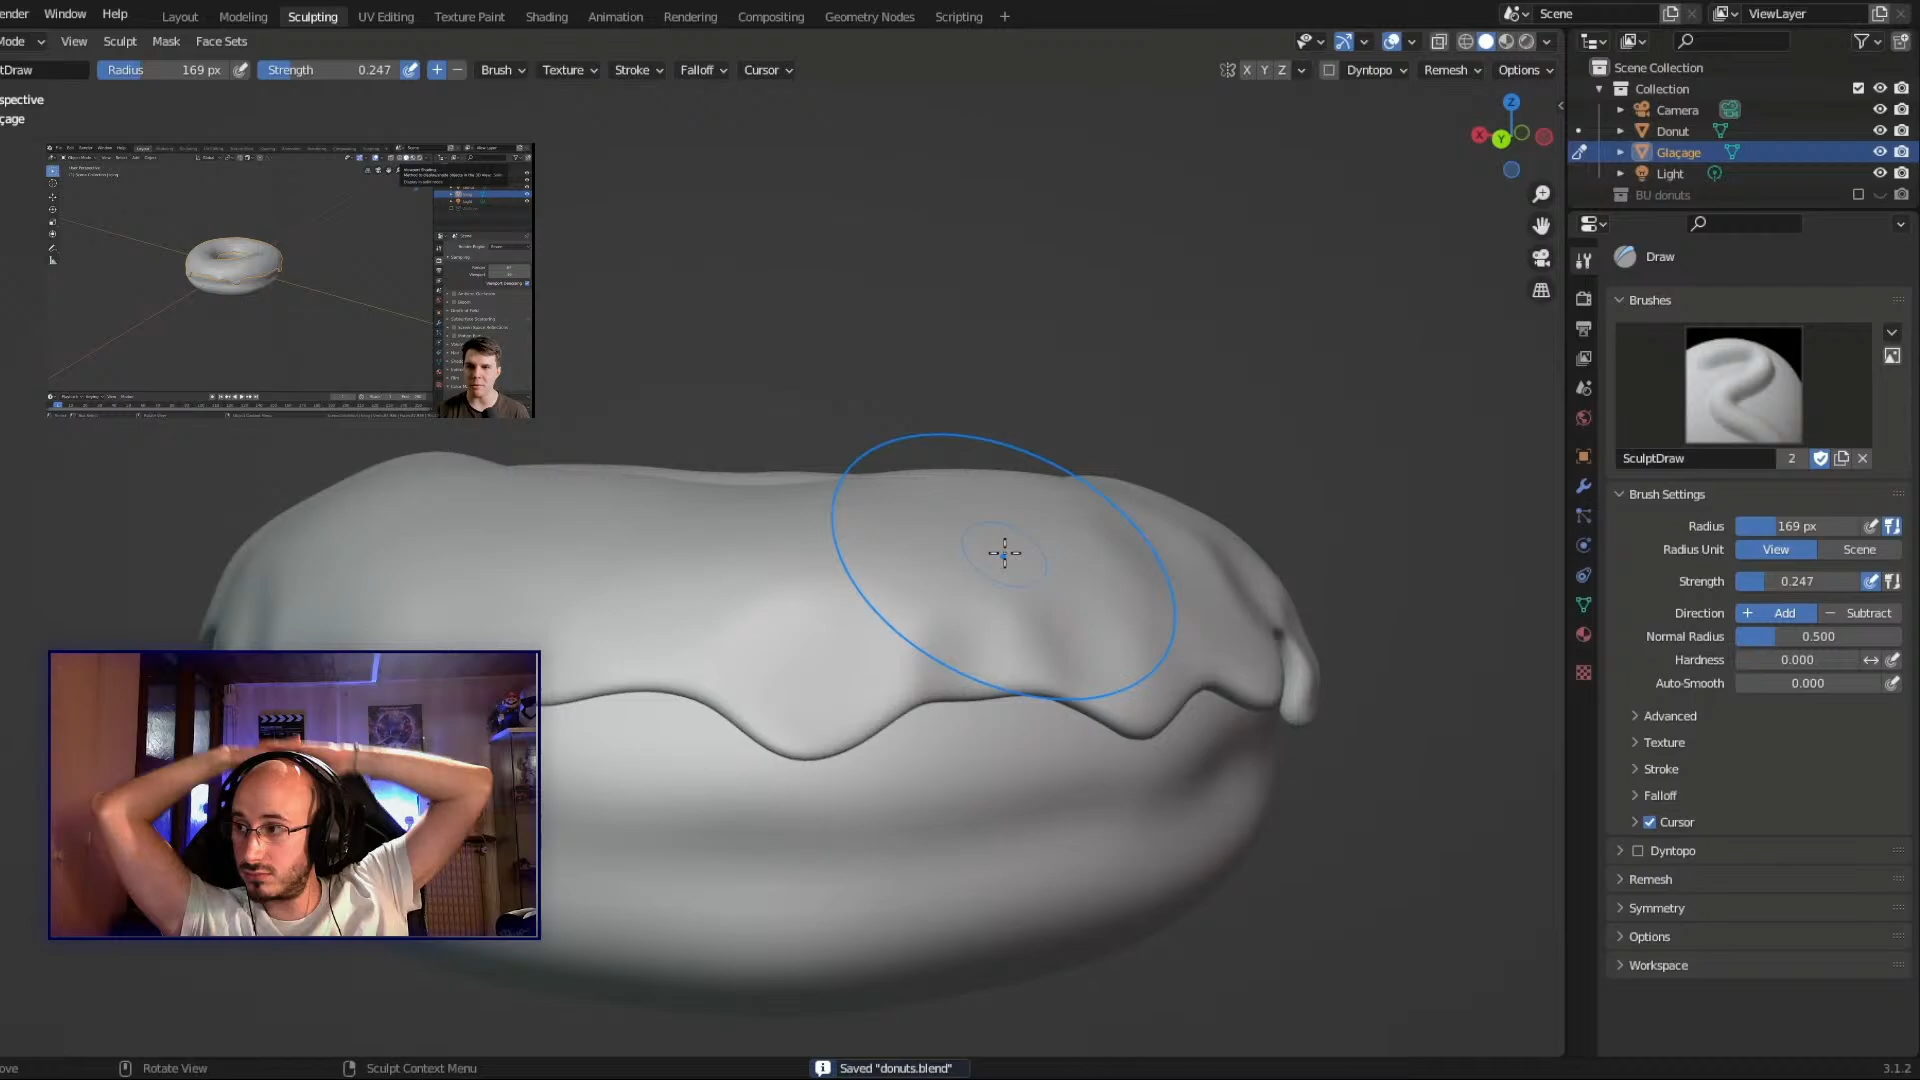 ender Window Help Layout Modeling Sculpting UV Editing Texture Paint Shading Animation Rendering Compositing Geometry Nodes Scripting + Scene ViewLayer
Mode View Sculpt Mask Face Sets
tDraw Radius 169 px Strength 0.247 + − Brush Texture Stroke Falloff Cursor X Y Z Dyntopo Remesh Options
spective
çage
Z
X Y
Scene Collection
Collection
Camera
Donut
Glaçage
Light
BU donuts
Draw
Brushes
SculptDraw 2
Brush Settings
Radius 169 px
Radius Unit View Scene
Strength 0.247
Direction + Add − Subtract
Normal Radius 0.500
Hardness 0.000
Auto-Smooth 0.000
Advanced
Texture
Stroke
Falloff
Cursor
Dyntopo
Remesh
Symmetry
Options
Workspace
ove Rotate View Sculpt Context Menu Saved "donuts.blend" 3.1.2